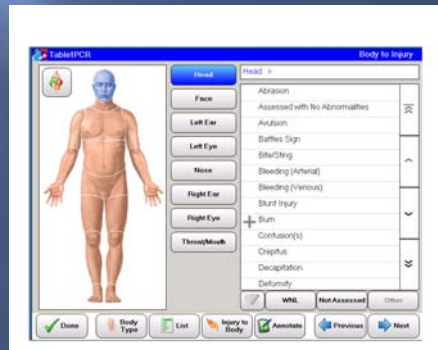 TabletPCR
Body to Injury
Head
Face
Left Ear
Left Eye
Nose
Right Ear
Right Eye
Throat/Mouth
Head >
Abrasion
Assessed with No Abnormalities
Avulsion
Battles Sign
Bite/Sting
Bleeding (Arterial)
Bleeding (Venous)
Blunt Injury
Burn
Contusion(s)
Crepitus
Decapitation
Deformity
WNL
Not Assessed
Other
Done
Body Type
List
Injury to Body
Annotate
Previous
Next